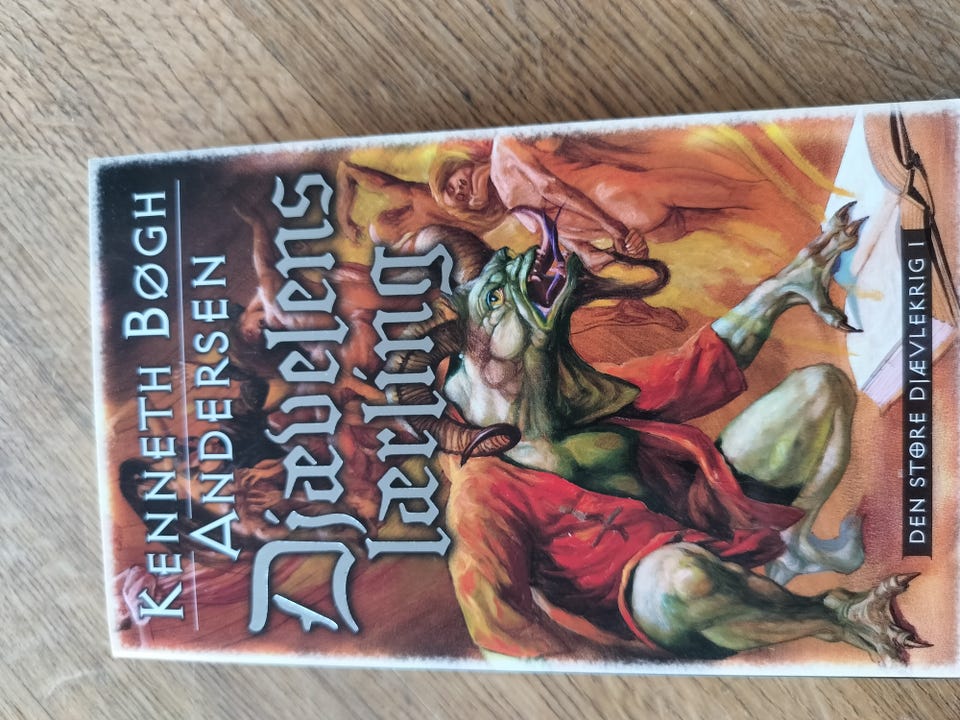 KENNETH BØGH
ANDERSEN
Djævelens
lærling
DEN STORE DJÆVLEKRIG I